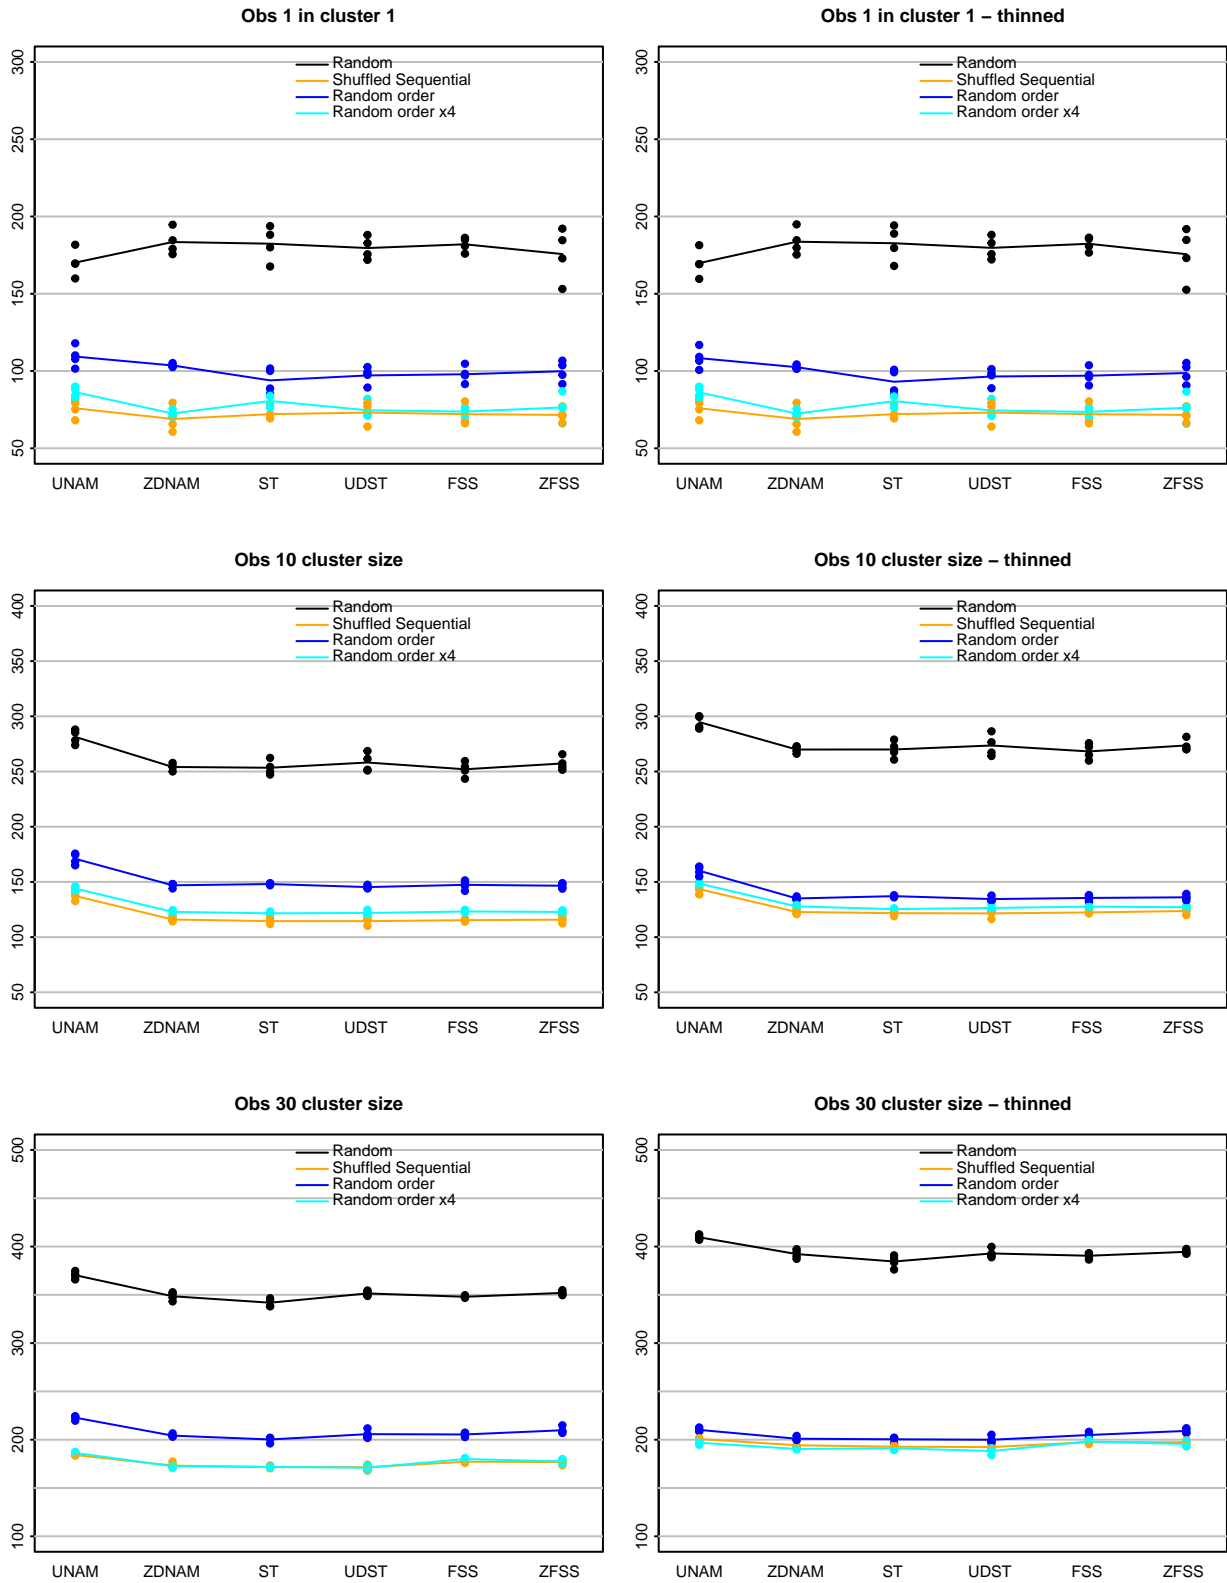 Obs 1 in cluster 1
300
250
200
150
100
50
Random
Shuffled Sequential
Random order
Random order x4
UNAM ZDNAM ST UDST FSS ZFSS
Obs 1 in cluster 1 – thinned
300
250
200
150
100
50
Random
Shuffled Sequential
Random order
Random order x4
UNAM ZDNAM ST UDST FSS ZFSS
Obs 10 cluster size
400
350
300
250
200
150
100
50
Random
Shuffled Sequential
Random order
Random order x4
UNAM ZDNAM ST UDST FSS ZFSS
Obs 10 cluster size – thinned
400
350
300
250
200
150
100
50
Random
Shuffled Sequential
Random order
Random order x4
UNAM ZDNAM ST UDST FSS ZFSS
Obs 30 cluster size
500
400
300
200
100
Random
Shuffled Sequential
Random order
Random order x4
UNAM ZDNAM ST UDST FSS ZFSS
Obs 30 cluster size – thinned
500
400
300
200
100
Random
Shuffled Sequential
Random order
Random order x4
UNAM ZDNAM ST UDST FSS ZFSS